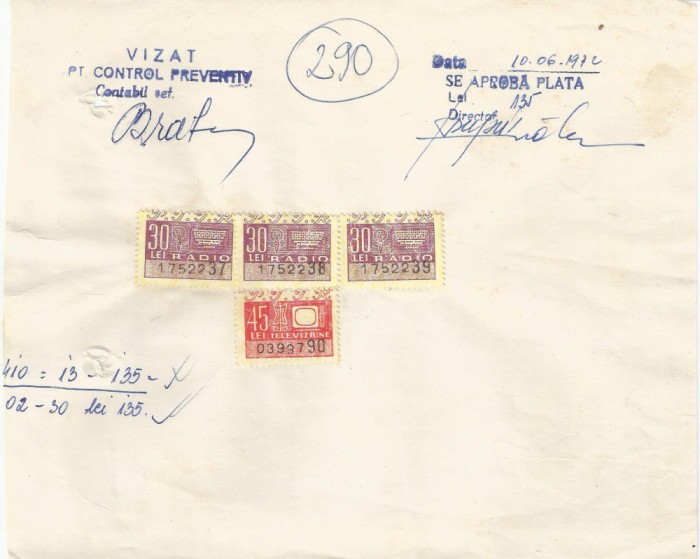 VIZAT
PT CONTROL PREVENTIV
Contabil sef.
290
Data 10.06.1972
SE APROBĂ PLATA
Lei 135
Director
30
LEI RADIO
1752237
30
LEI RADIO
1752238
30
LEI RADIO
1752239
45
LEI TELEVIZIUNE
0399790
410 = 13 - 135 -
02 - 30 lei 135.